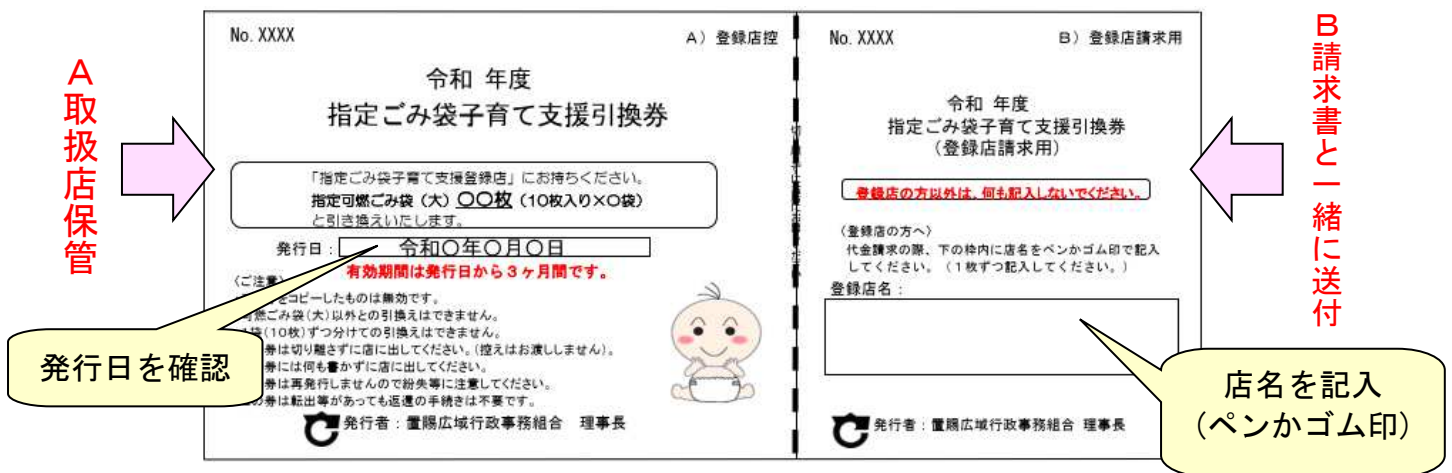 A取扱店保管
No. XXXX
A）登録店控
令和 年度
指定ごみ袋子育て支援引換券
「指定ごみ袋子育て支援登録店」にお持ちください。
指定可燃ごみ袋（大）〇〇枚（10枚入り×〇袋）
と引き換えいたします。
発行日：令和〇年〇月〇日
有効期間は発行日から3ヶ月間です。
〈ご注意〉
をコピーしたものは無効です。
可燃ごみ袋(大)以外との引換えはできません。
(10枚)ずつ分けての引換えはできません。
券は切り離さずに店に出してください。(控えはお渡ししません)。
券には何も書かずに店に出してください。
券は再発行しませんので紛失等に注意してください。
の券は転出等があっても返還の手続きは不要です。
発行者：置賜広域行政事務組合 理事長
発行日を確認
No. XXXX
B）登録店請求用
令和 年度
指定ごみ袋子育て支援引換券
（登録店請求用）
登録店の方以外は、何も記入しないでください。
〈登録店の方へ〉
代金請求の際、下の枠内に店名をペンかゴム印で記入
してください。（1枚ずつ記入してください。）
登録店名：
発行者：置賜広域行政事務組合 理事長
店名を記入
（ペンかゴム印）
B請求書と一緒に送付